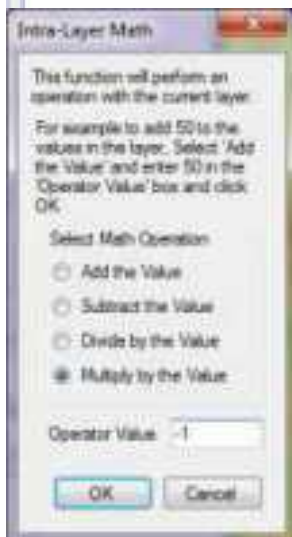 Intra-Layer Math
This function will perform an
operation with the current layer.
For example to add 50 to the
values in the layer. Select 'Add
the Value' and enter 50 in the
'Operator Value' box and click
OK.
Select Math Operation
Add the Value
Subtract the Value
Divide by the Value
Multiply by the Value
Operator Value -1
OK Cancel